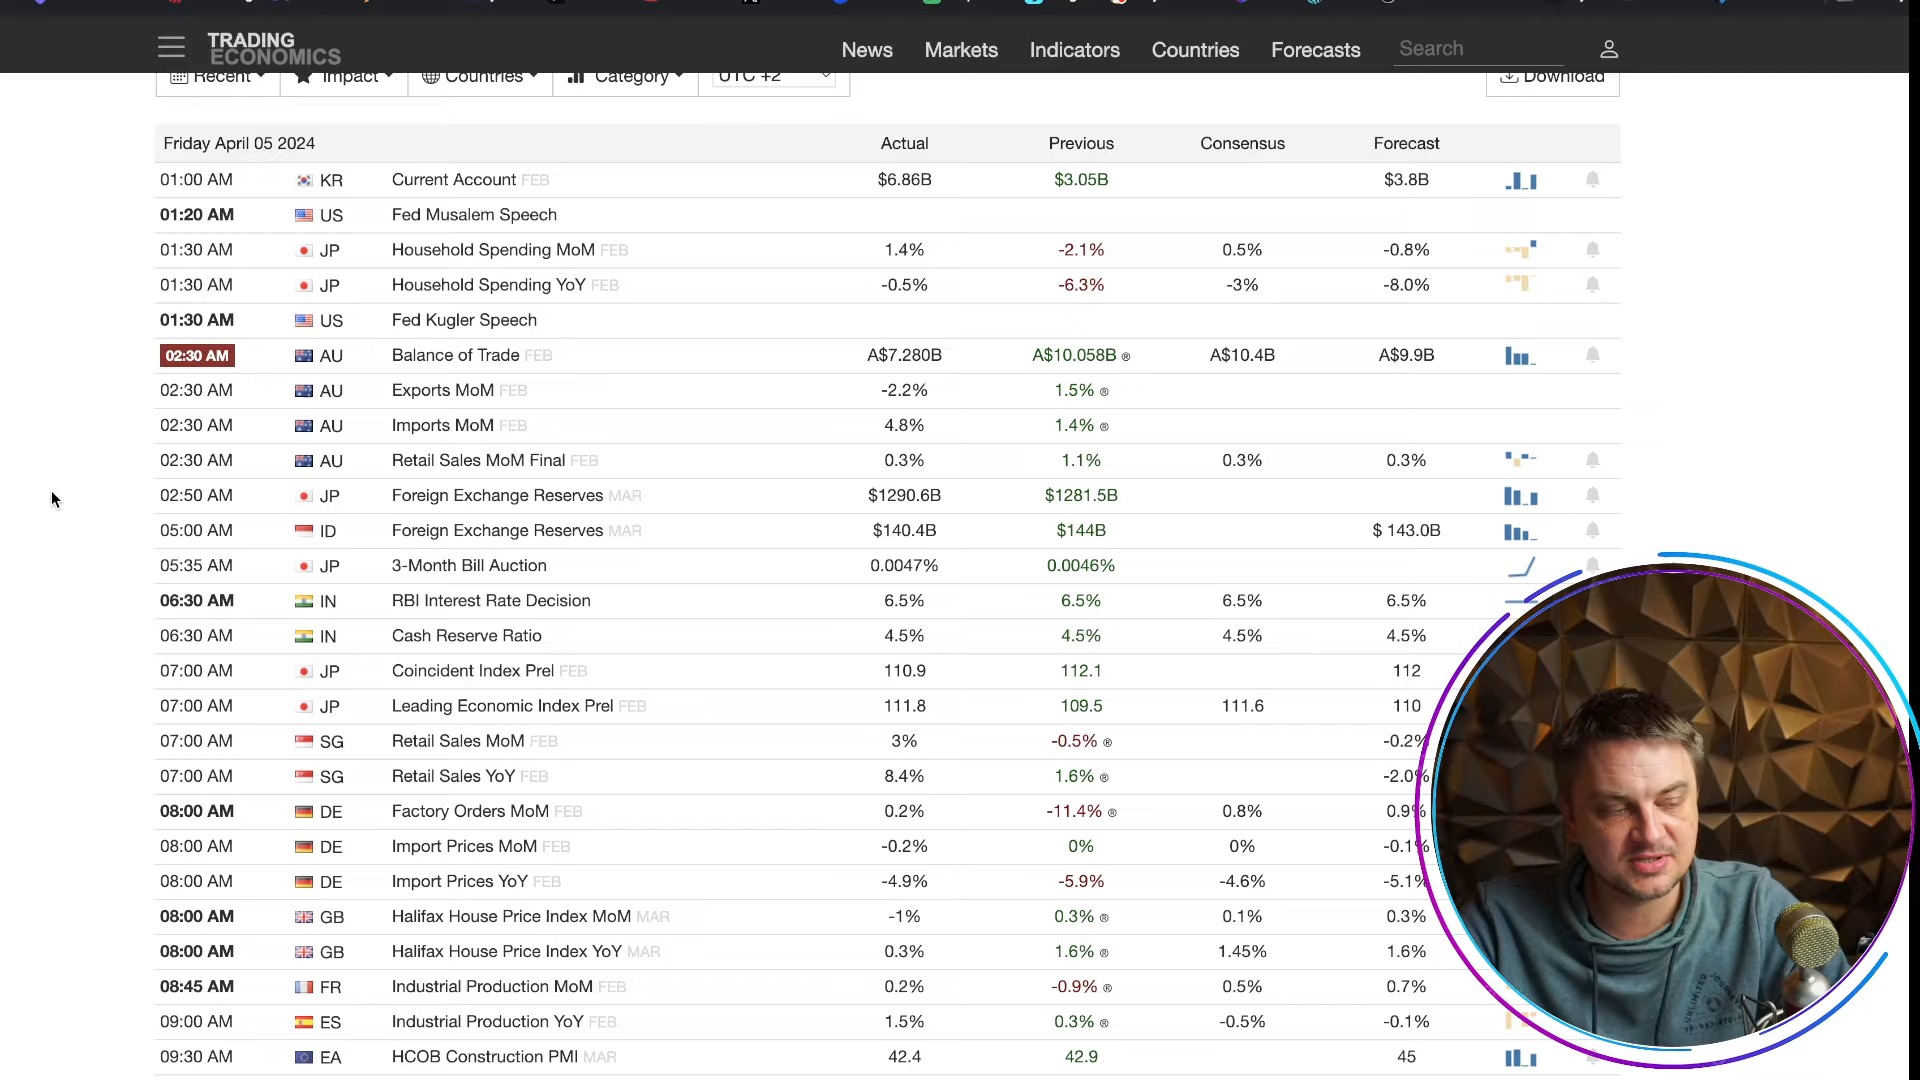 TRADING
ECONOMICS
News Markets Indicators Countries Forecasts Search
Recent Impact Countries Category UTC +2 Download
Friday April 05 2024 Actual Previous Consensus Forecast
01:00 AM KR Current Account FEB $6.86B $3.05B $3.8B
01:20 AM US Fed Musalem Speech
01:30 AM JP Household Spending MoM FEB 1.4% -2.1% 0.5% -0.8%
01:30 AM JP Household Spending YoY FEB -0.5% -6.3% -3% -8.0%
01:30 AM US Fed Kugler Speech
02:30 AM AU Balance of Trade FEB A$7.280B A$10.058B ® A$10.4B A$9.9B
02:30 AM AU Exports MoM FEB -2.2% 1.5% ®
02:30 AM AU Imports MoM FEB 4.8% 1.4% ®
02:30 AM AU Retail Sales MoM Final FEB 0.3% 1.1% 0.3% 0.3%
02:50 AM JP Foreign Exchange Reserves MAR $1290.6B $1281.5B
05:00 AM ID Foreign Exchange Reserves MAR $140.4B $144B $ 143.0B
05:35 AM JP 3-Month Bill Auction 0.0047% 0.0046%
06:30 AM IN RBI Interest Rate Decision 6.5% 6.5% 6.5% 6.5%
06:30 AM IN Cash Reserve Ratio 4.5% 4.5% 4.5% 4.5%
07:00 AM JP Coincident Index Prel FEB 110.9 112.1 112
07:00 AM JP Leading Economic Index Prel FEB 111.8 109.5 111.6 110
07:00 AM SG Retail Sales MoM FEB 3% -0.5% ® -0.2%
07:00 AM SG Retail Sales YoY FEB 8.4% 1.6% ® -2.0%
08:00 AM DE Factory Orders MoM FEB 0.2% -11.4% ® 0.8% 0.9%
08:00 AM DE Import Prices MoM FEB -0.2% 0% 0% -0.1%
08:00 AM DE Import Prices YoY FEB -4.9% -5.9% -4.6% -5.1%
08:00 AM GB Halifax House Price Index MoM MAR -1% 0.3% ® 0.1% 0.3%
08:00 AM GB Halifax House Price Index YoY MAR 0.3% 1.6% ® 1.45% 1.6%
08:45 AM FR Industrial Production MoM FEB 0.2% -0.9% ® 0.5% 0.7%
09:00 AM ES Industrial Production YoY FEB 1.5% 0.3% ® -0.5% -0.1%
09:30 AM EA HCOB Construction PMI MAR 42.4 42.9 45
UNLIMITED